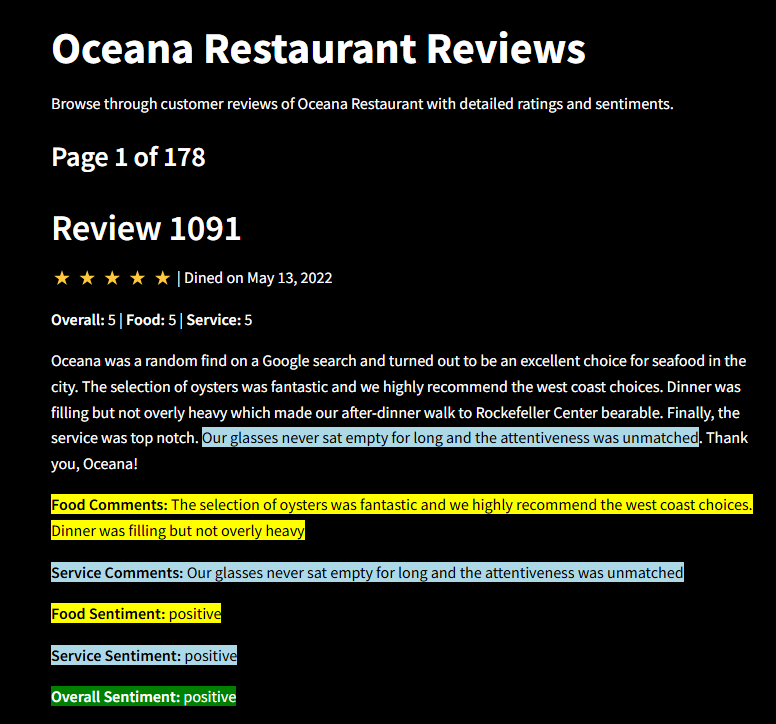 Oceana Restaurant Reviews
Browse through customer reviews of Oceana Restaurant with detailed ratings and sentiments.
Page 1 of 178
Review 1091
★ ★ ★ ★ ★ | Dined on May 13, 2022
Overall: 5 | Food: 5 | Service: 5
Oceana was a random find on a Google search and turned out to be an excellent choice for seafood in the
city. The selection of oysters was fantastic and we highly recommend the west coast choices. Dinner was
filling but not overly heavy which made our after-dinner walk to Rockefeller Center bearable. Finally, the
service was top notch. Our glasses never sat empty for long and the attentiveness was unmatched. Thank
you, Oceana!
Food Comments: The selection of oysters was fantastic and we highly recommend the west coast choices.
Dinner was filling but not overly heavy
Service Comments: Our glasses never sat empty for long and the attentiveness was unmatched
Food Sentiment: positive
Service Sentiment: positive
Overall Sentiment: positive